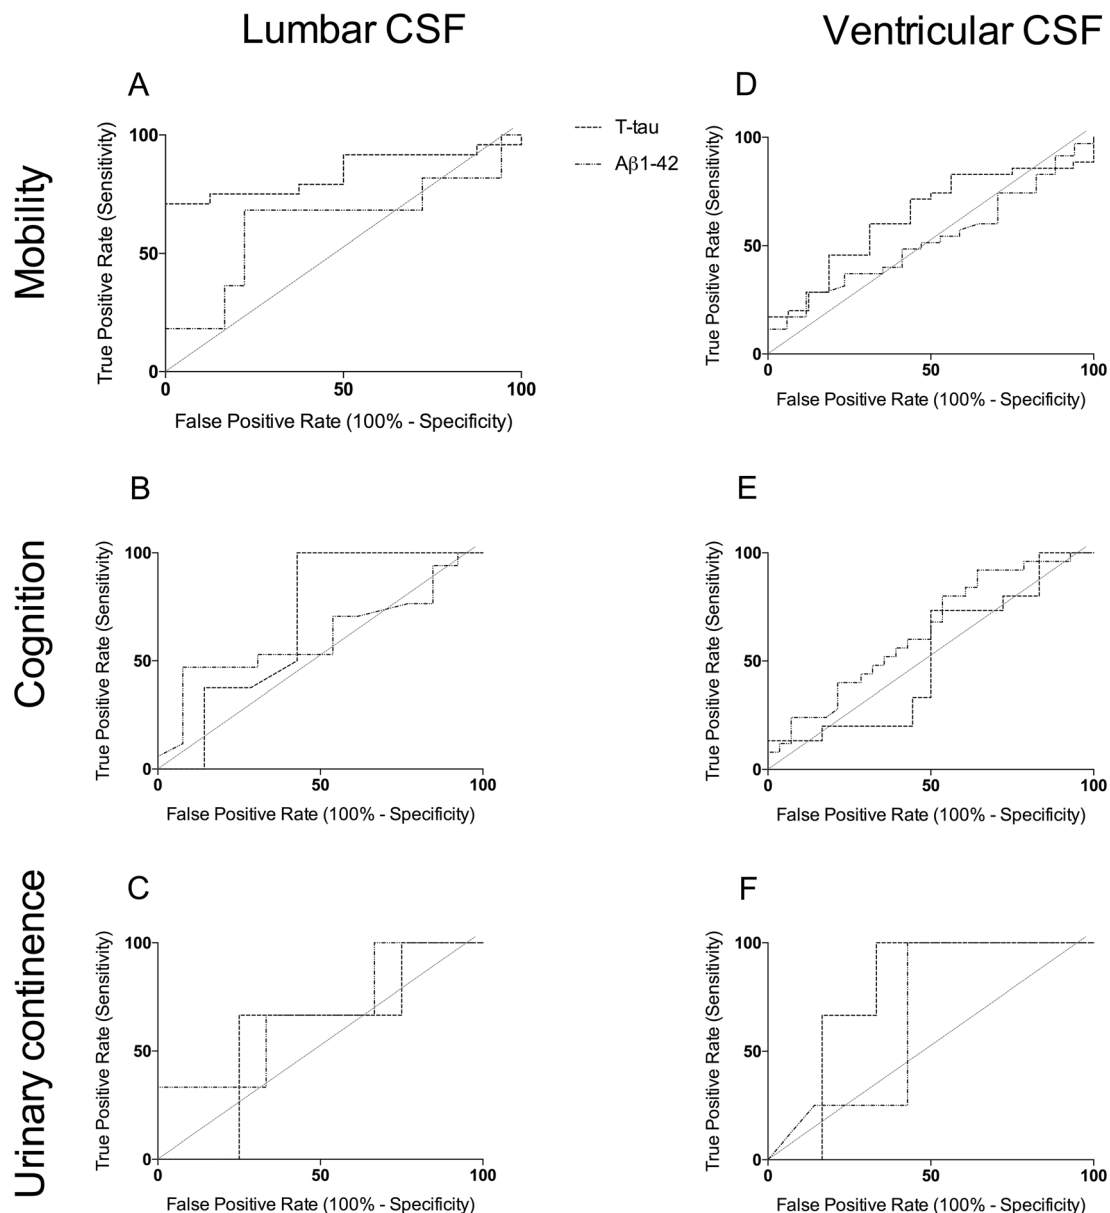 Lumbar CSF
Ventricular CSF
Mobility
A
True Positive Rate (Sensitivity)
100
50
0
0
50
100
False Positive Rate (100% - Specificity)
T-tau
Aβ1-42
D
True Positive Rate (Sensitivity)
100
50
0
0
50
100
False Positive Rate (100% - Specificity)
Cognition
B
True Positive Rate (Sensitivity)
100
50
0
0
50
100
False Positive Rate (100% - Specificity)
E
True Positive Rate (Sensitivity)
100
50
0
0
50
100
False Positive Rate (100% - Specificity)
Urinary continence
C
True Positive Rate (Sensitivity)
100
50
0
0
50
100
False Positive Rate (100% - Specificity)
F
True Positive Rate (Sensitivity)
100
50
0
0
50
100
False Positive Rate (100% - Specificity)